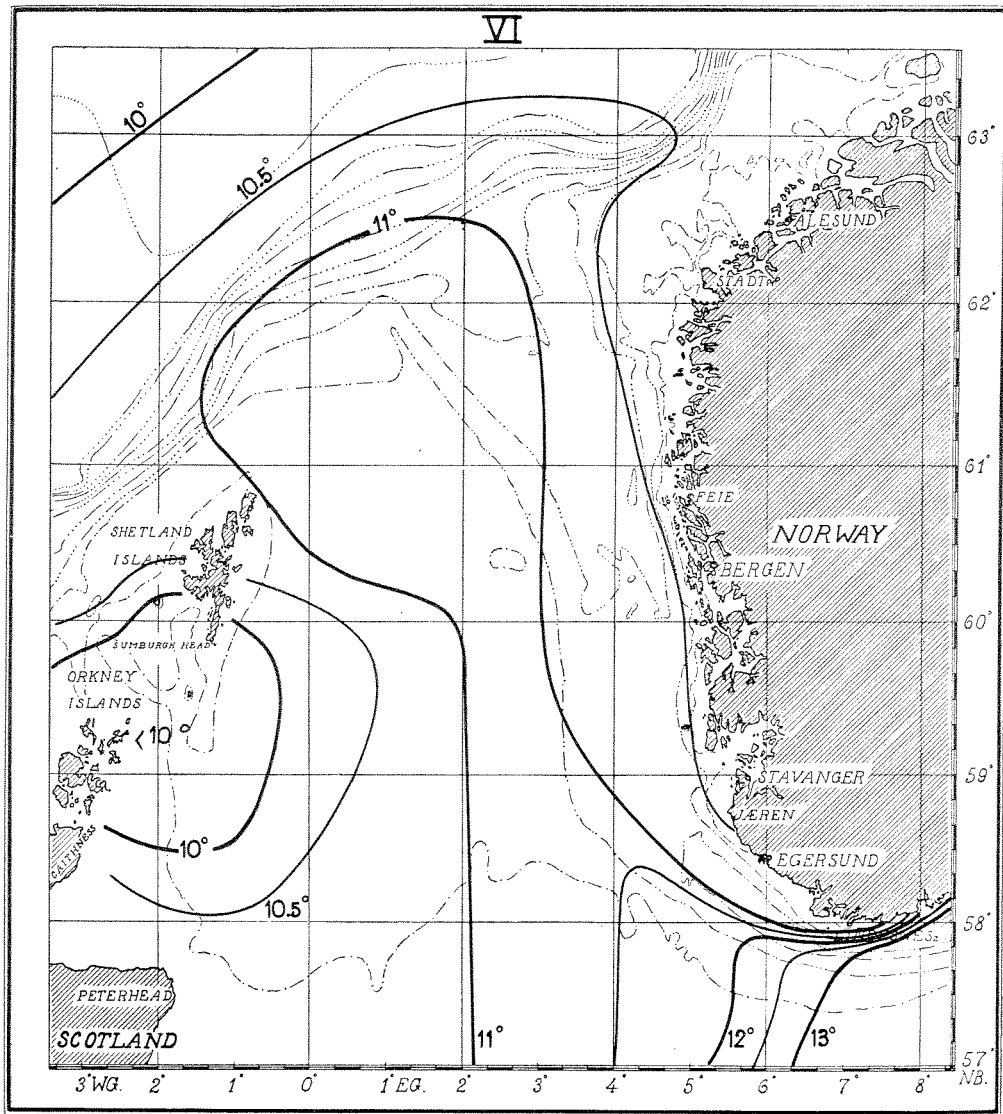 VI
10°
10.5°
63°
11°
ÅLESUND
STADT
62°
61°
FEIE
SHETLAND
ISLANDS
NORWAY
BERGEN
60°
SUMBURGH HEAD
ORKNEY
ISLANDS
<10°
59°
STAVANGER
JÆREN
CAITHNESS
10°
EGERSUND
10.5°
58°
PETERHEAD
SCOTLAND
11°
12°
13°
57°
3°WG. 2° 1° 0° 1°EG. 2° 3° 4° 5° 6° 7° 8° NB.